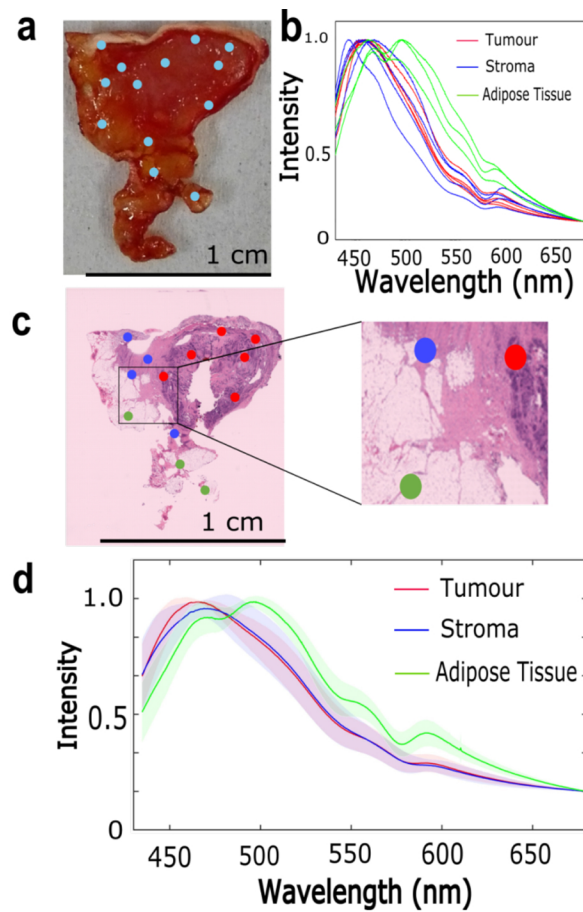 a
1 cm
b
1.0
0.5
0
Intensity
450 500 550 600 650
Wavelength (nm)
Tumour
Stroma
Adipose Tissue
c
1 cm
d
1.0
0.5
0
Intensity
450 500 550 600 650
Wavelength (nm)
Tumour
Stroma
Adipose Tissue